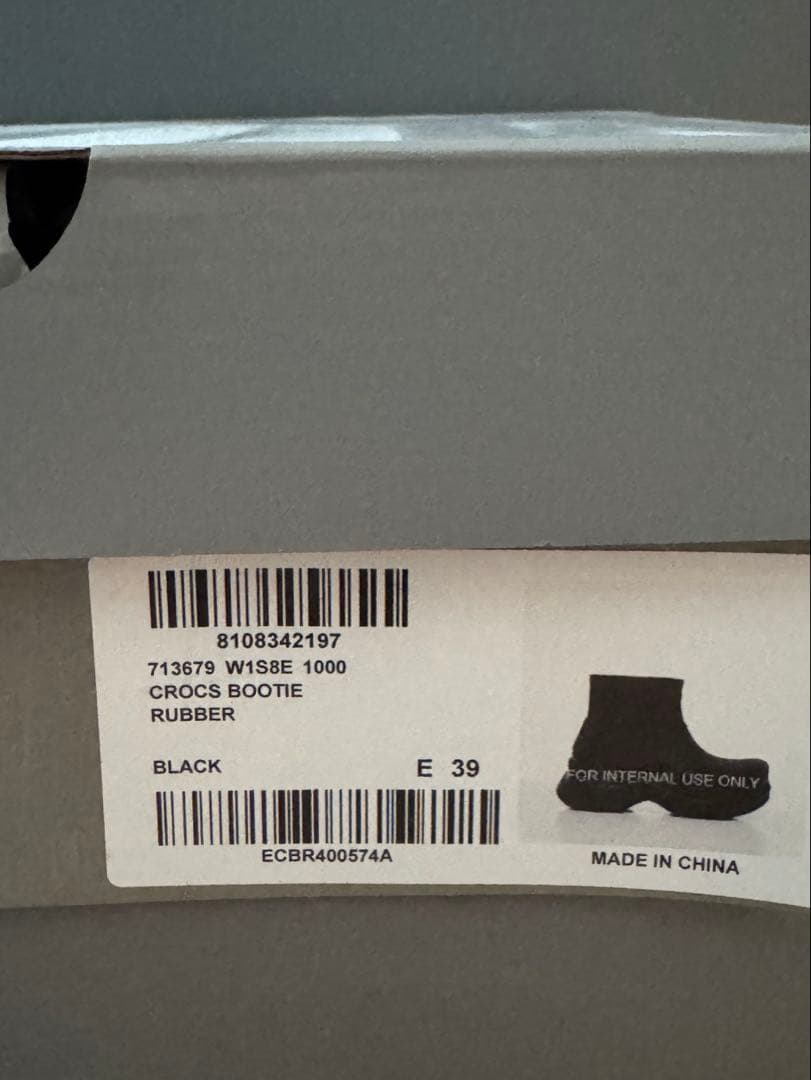 8108342197
713679 W1S8E 1000
CROCS BOOTIE
RUBBER
BLACK E 39
ECBR400574A
FOR INTERNAL USE ONLY
MADE IN CHINA